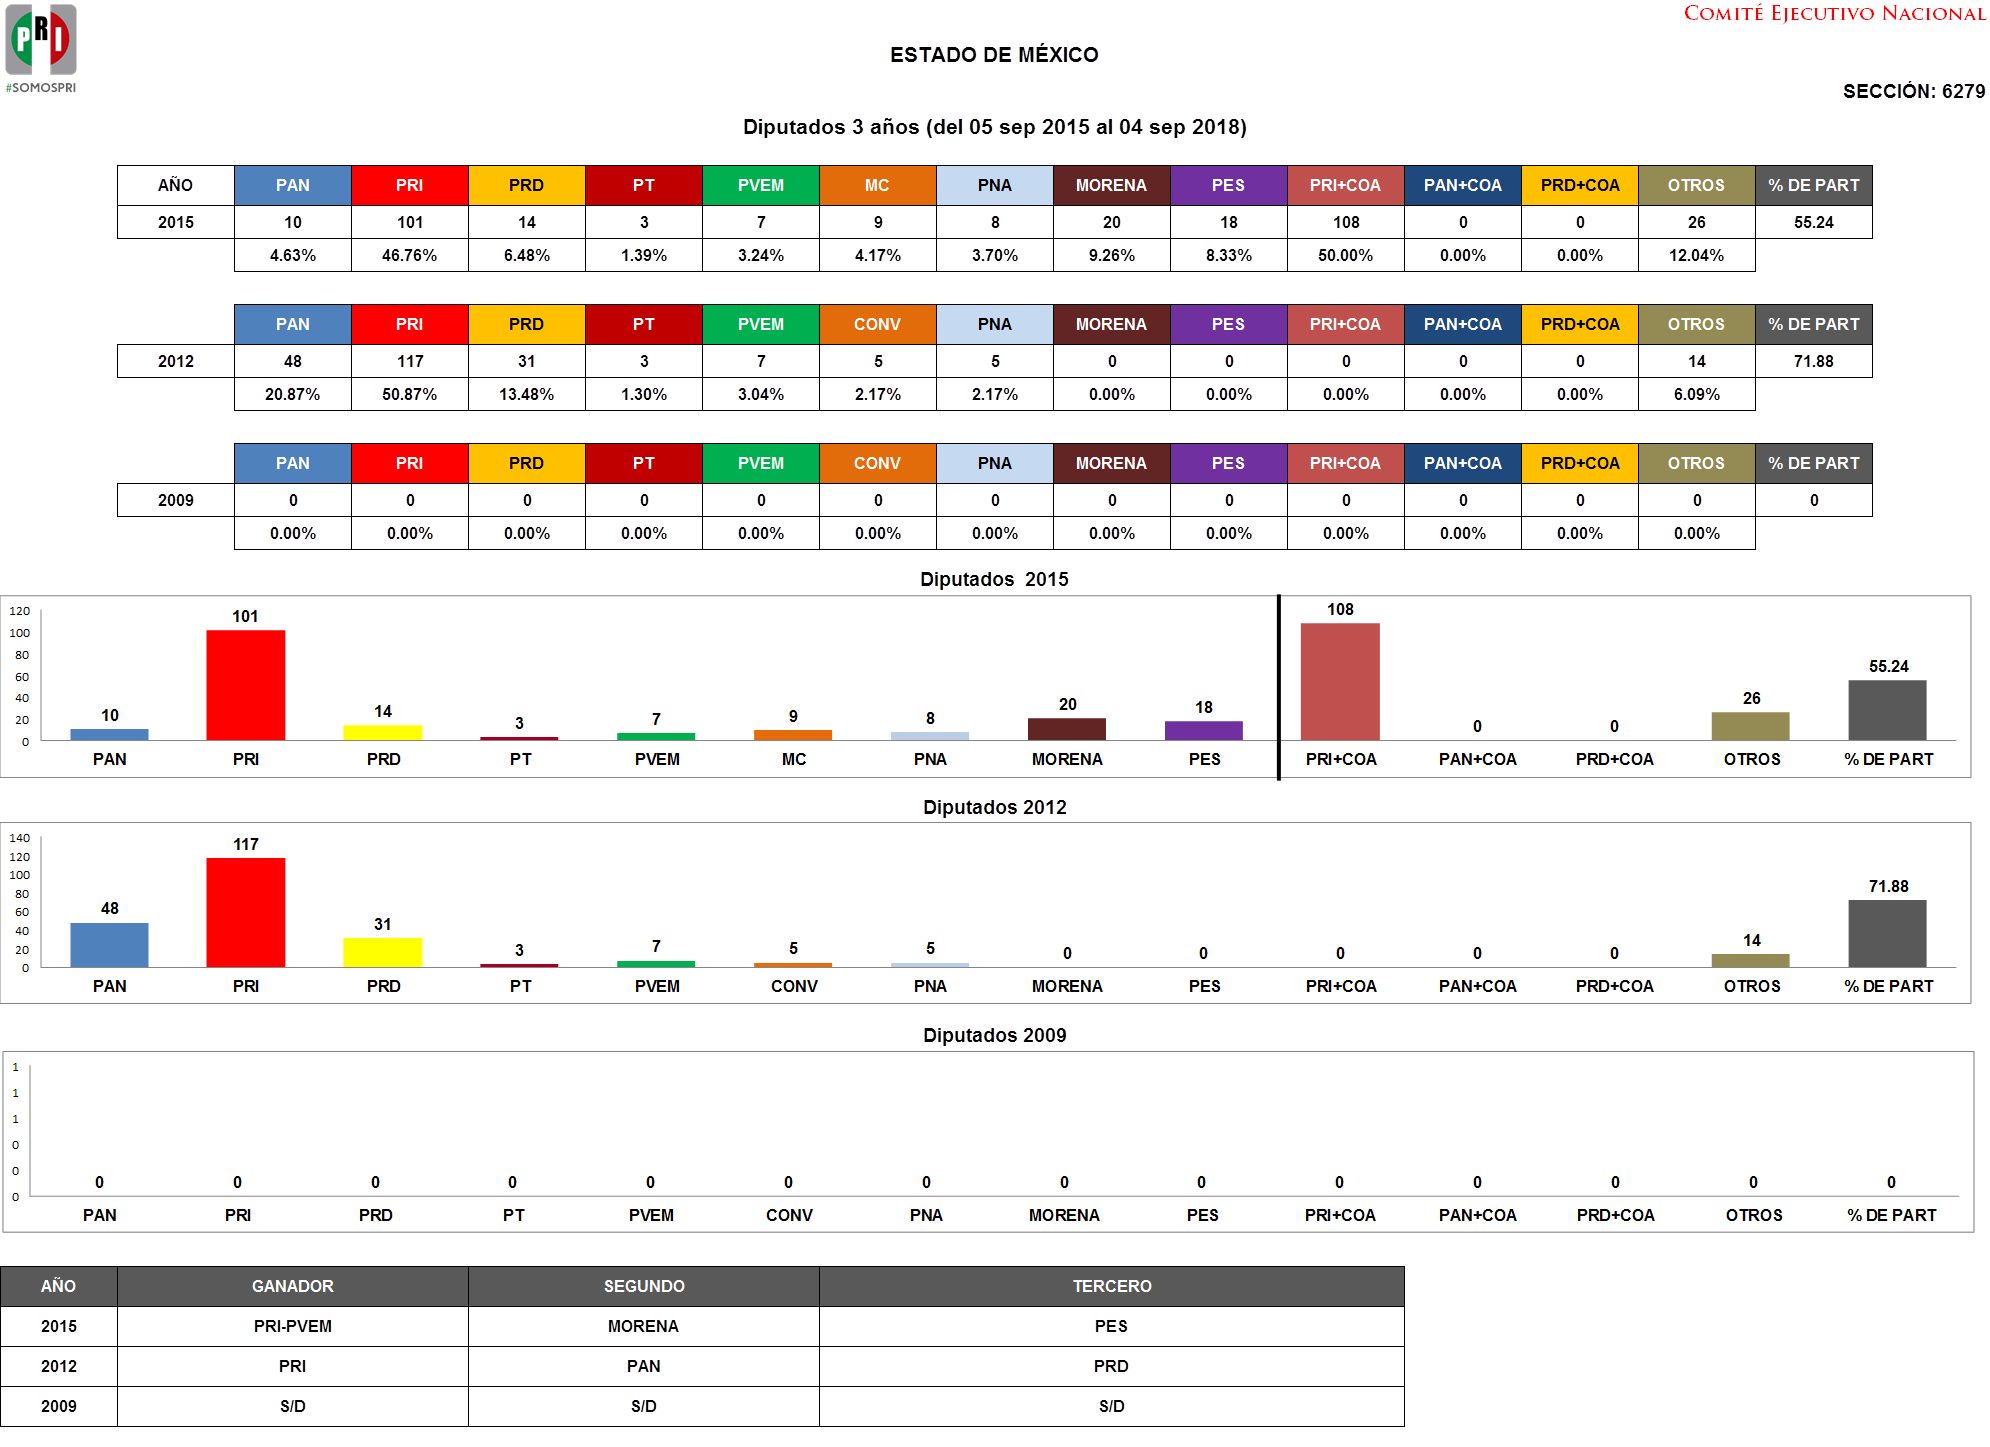 PRI
#SOMOSPRI
COMITÉ EJECUTIVO NACIONAL
ESTADO DE MÉXICO
SECCIÓN: 6279
Diputados 3 años (del 05 sep 2015 al 04 sep 2018)
AÑO PAN PRI PRD PT PVEM MC PNA MORENA PES PRI+COA PAN+COA PRD+COA OTROS % DE PART
2015 10 101 14 3 7 9 8 20 18 108 0 0 26 55.24
4.63% 46.76% 6.48% 1.39% 3.24% 4.17% 3.70% 9.26% 8.33% 50.00% 0.00% 0.00% 12.04%
PAN PRI PRD PT PVEM CONV PNA MORENA PES PRI+COA PAN+COA PRD+COA OTROS % DE PART
2012 48 117 31 3 7 5 5 0 0 0 0 0 14 71.88
20.87% 50.87% 13.48% 1.30% 3.04% 2.17% 2.17% 0.00% 0.00% 0.00% 0.00% 0.00% 6.09%
PAN PRI PRD PT PVEM CONV PNA MORENA PES PRI+COA PAN+COA PRD+COA OTROS % DE PART
2009 0 0 0 0 0 0 0 0 0 0 0 0 0 0
0.00% 0.00% 0.00% 0.00% 0.00% 0.00% 0.00% 0.00% 0.00% 0.00% 0.00% 0.00% 0.00%
Diputados 2015
120
100
80
60
40
20
0
10 101 14 3 7 9 8 20 18 108 0 0 26 55.24
PAN PRI PRD PT PVEM MC PNA MORENA PES PRI+COA PAN+COA PRD+COA OTROS % DE PART
Diputados 2012
140
120
100
80
60
40
20
0
48 117 31 3 7 5 5 0 0 0 0 0 14 71.88
PAN PRI PRD PT PVEM CONV PNA MORENA PES PRI+COA PAN+COA PRD+COA OTROS % DE PART
Diputados 2009
1
1
1
0
0
0
0 0 0 0 0 0 0 0 0 0 0 0 0 0
PAN PRI PRD PT PVEM CONV PNA MORENA PES PRI+COA PAN+COA PRD+COA OTROS % DE PART
AÑO GANADOR SEGUNDO TERCERO
2015 PRI-PVEM MORENA PES
2012 PRI PAN PRD
2009 S/D S/D S/D